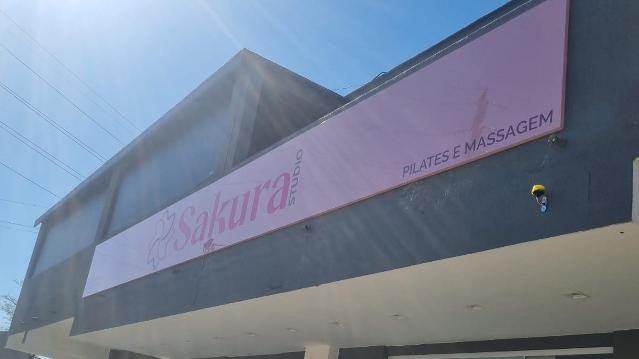 Sakura
STUDIO
PILATES E MASSAGEM